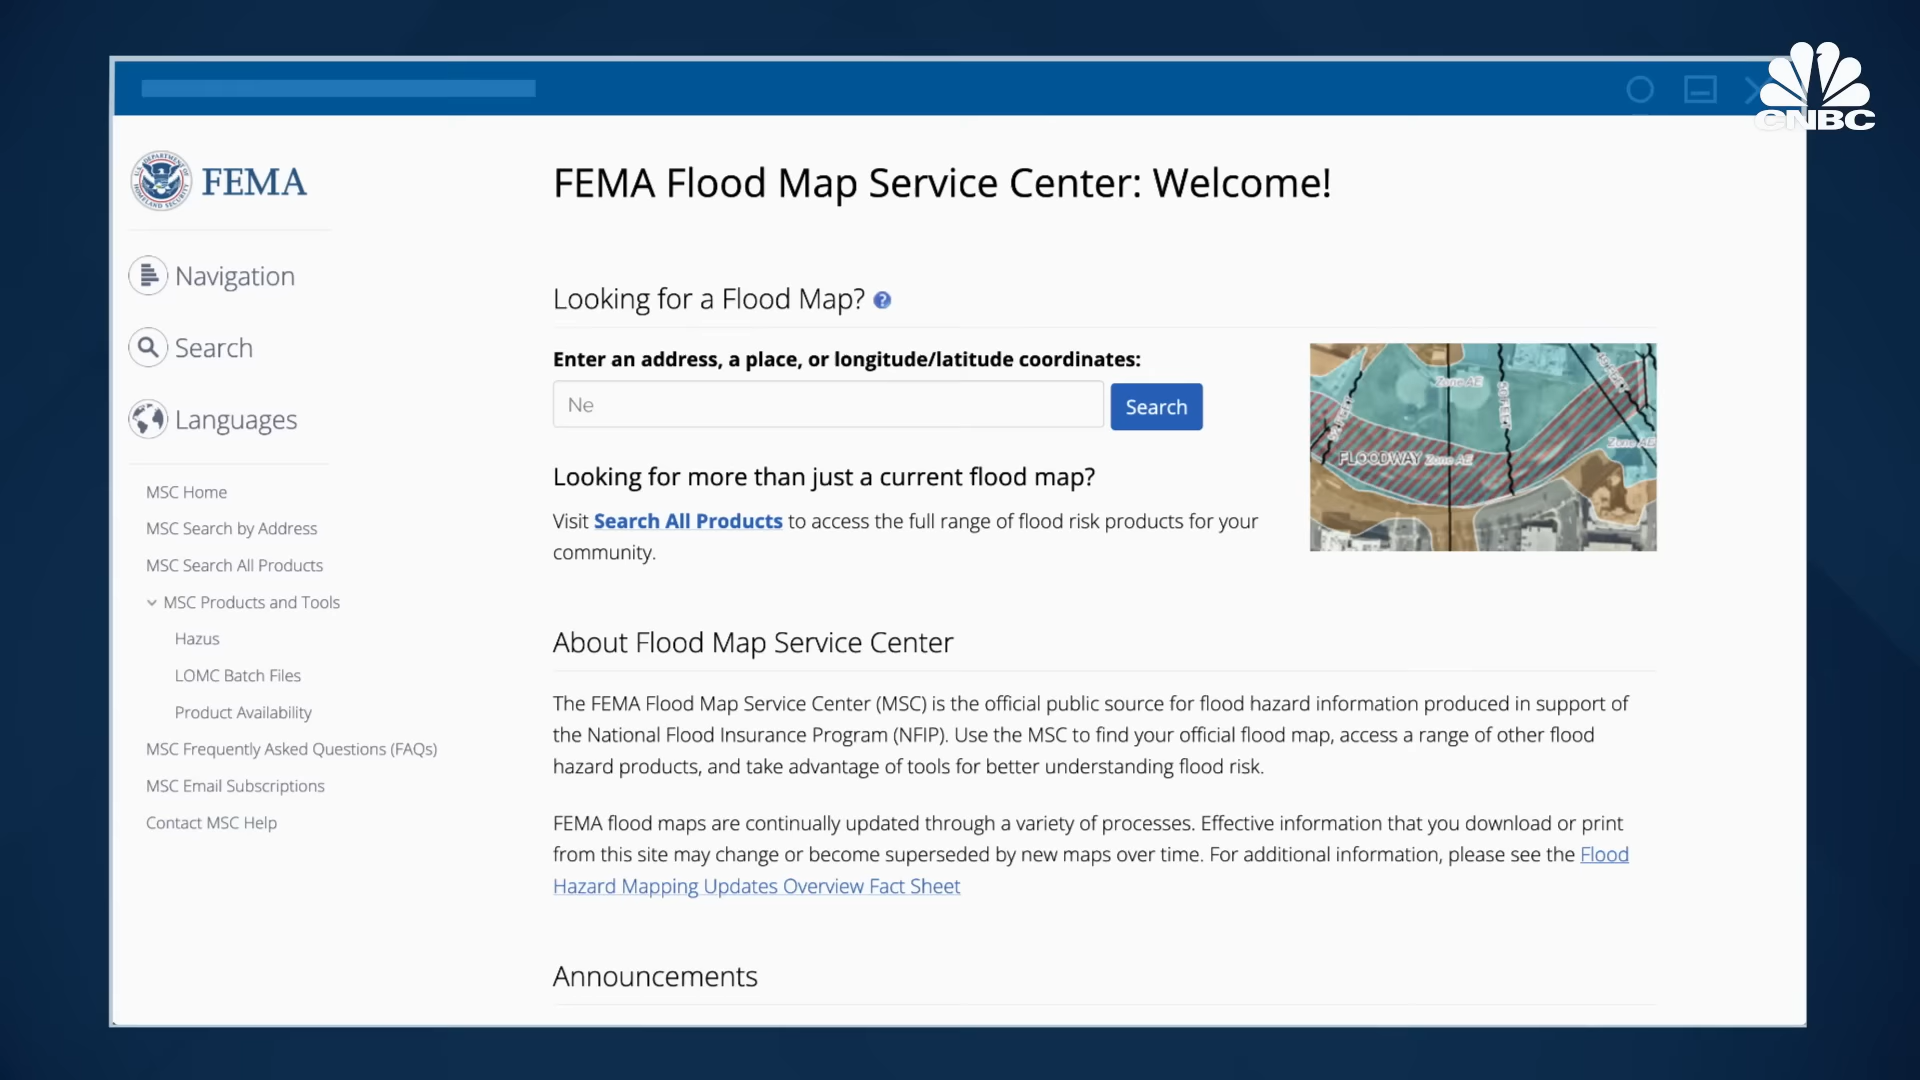 CNBC
FEMA
FEMA Flood Map Service Center: Welcome!
Navigation
Search
Languages
MSC Home
MSC Search by Address
MSC Search All Products
MSC Products and Tools
Hazus
LOMC Batch Files
Product Availability
MSC Frequently Asked Questions (FAQs)
MSC Email Subscriptions
Contact MSC Help
Looking for a Flood Map? ?
Enter an address, a place, or longitude/latitude coordinates:
Ne
Search
Zone AE
FLOODWAY Zone AE
Zone AE
Looking for more than just a current flood map?
Visit Search All Products to access the full range of flood risk products for your
community.
About Flood Map Service Center
The FEMA Flood Map Service Center (MSC) is the official public source for flood hazard information produced in support of
the National Flood Insurance Program (NFIP). Use the MSC to find your official flood map, access a range of other flood
hazard products, and take advantage of tools for better understanding flood risk.
FEMA flood maps are continually updated through a variety of processes. Effective information that you download or print
from this site may change or become superseded by new maps over time. For additional information, please see the Flood
Hazard Mapping Updates Overview Fact Sheet
Announcements